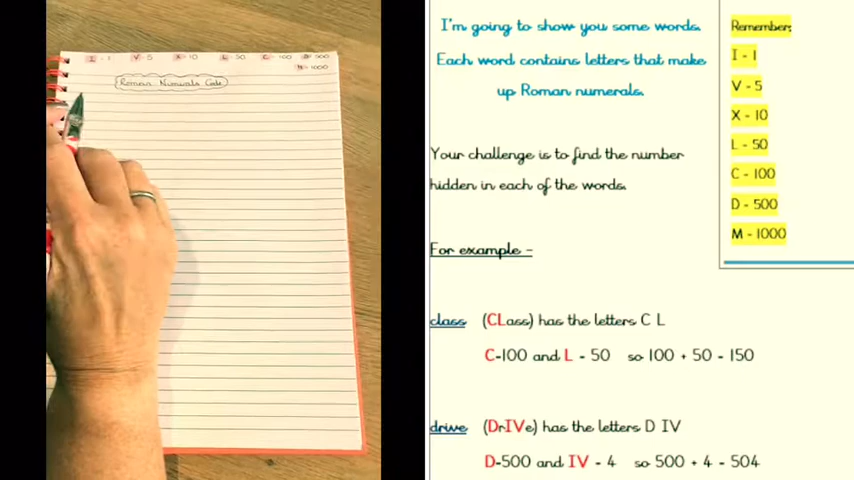 I - 1 V - 5 X - 10 L - 50 C - 100 D - 500
M - 1000
Roman Numerals Code
I'm going to show you some words.
Each word contains letters that make
up Roman numerals.
Your challenge is to find the number
hidden in each of the words.
For example -
class (CLass) has the letters C L
C-100 and L - 50 so 100 + 50 - 150
drive (DrIVe) has the letters D IV
D-500 and IV - 4 so 500 + 4 - 504
Remember:
I - 1
V - 5
X - 10
L - 50
C - 100
D - 500
M - 1000